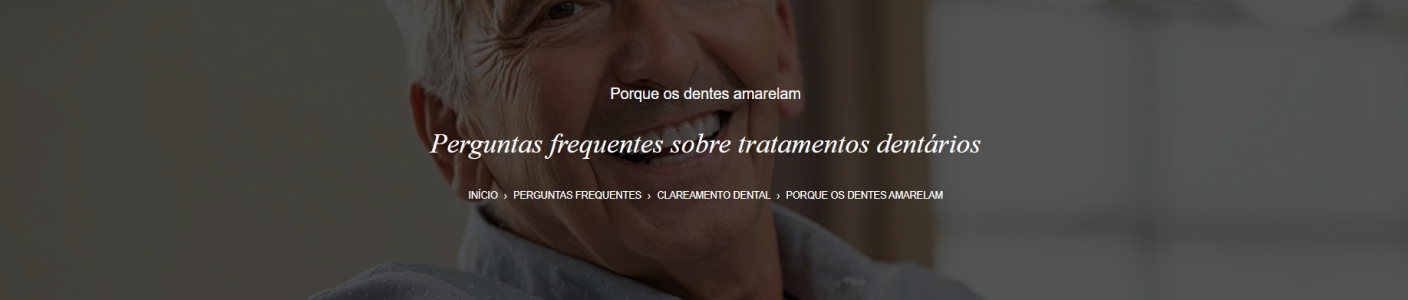 Porque os dentes amarelam
Perguntas frequentes sobre tratamentos dentários
INÍCIO › PERGUNTAS FREQUENTES › CLAREAMENTO DENTAL › PORQUE OS DENTES AMARELAM